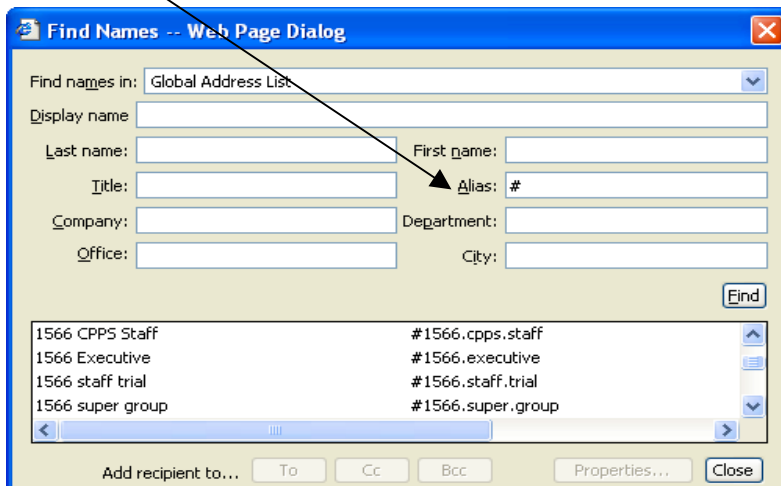 Find Names -- Web Page Dialog
Find names in: Global Address List
Display name
Last name: First name:
Title: Alias: #
Company: Department:
Office: City:
Find
1566 CPPS Staff #1566.cpps.staff
1566 Executive #1566.executive
1566 staff trial #1566.staff.trial
1566 super group #1566.super.group
Add recipient to... To Cc Bcc Properties... Close